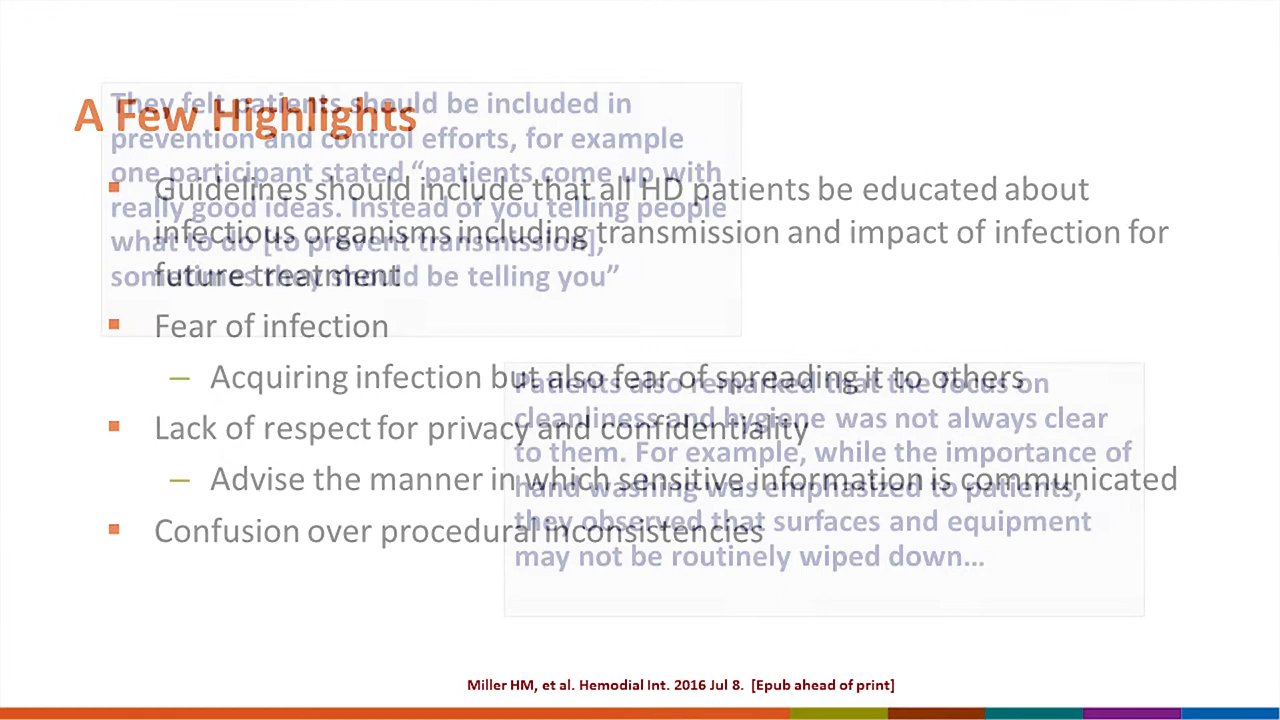 A Few Highlights
They felt patients should be included in
prevention and control efforts, for example
one participant stated “patients come up with
really good ideas. Instead of you telling people
what to do [to prevent transmission],
sometimes they should be telling you”
▪ Guidelines should include that all HD patients be educated about
infectious organisms including transmission and impact of infection for
future treatment
▪ Fear of infection
– Acquiring infection but also fear of spreading it to others
▪ Lack of respect for privacy and confidentiality
– Advise the manner in which sensitive information is communicated
▪ Confusion over procedural inconsistencies
Patients also remarked that the focus on
cleanliness and hygiene was not always clear
to them. For example, while the importance of
hand washing was emphasized to patients,
they observed that surfaces and equipment
may not be routinely wiped down…
Miller HM, et al. Hemodial Int. 2016 Jul 8. [Epub ahead of print]